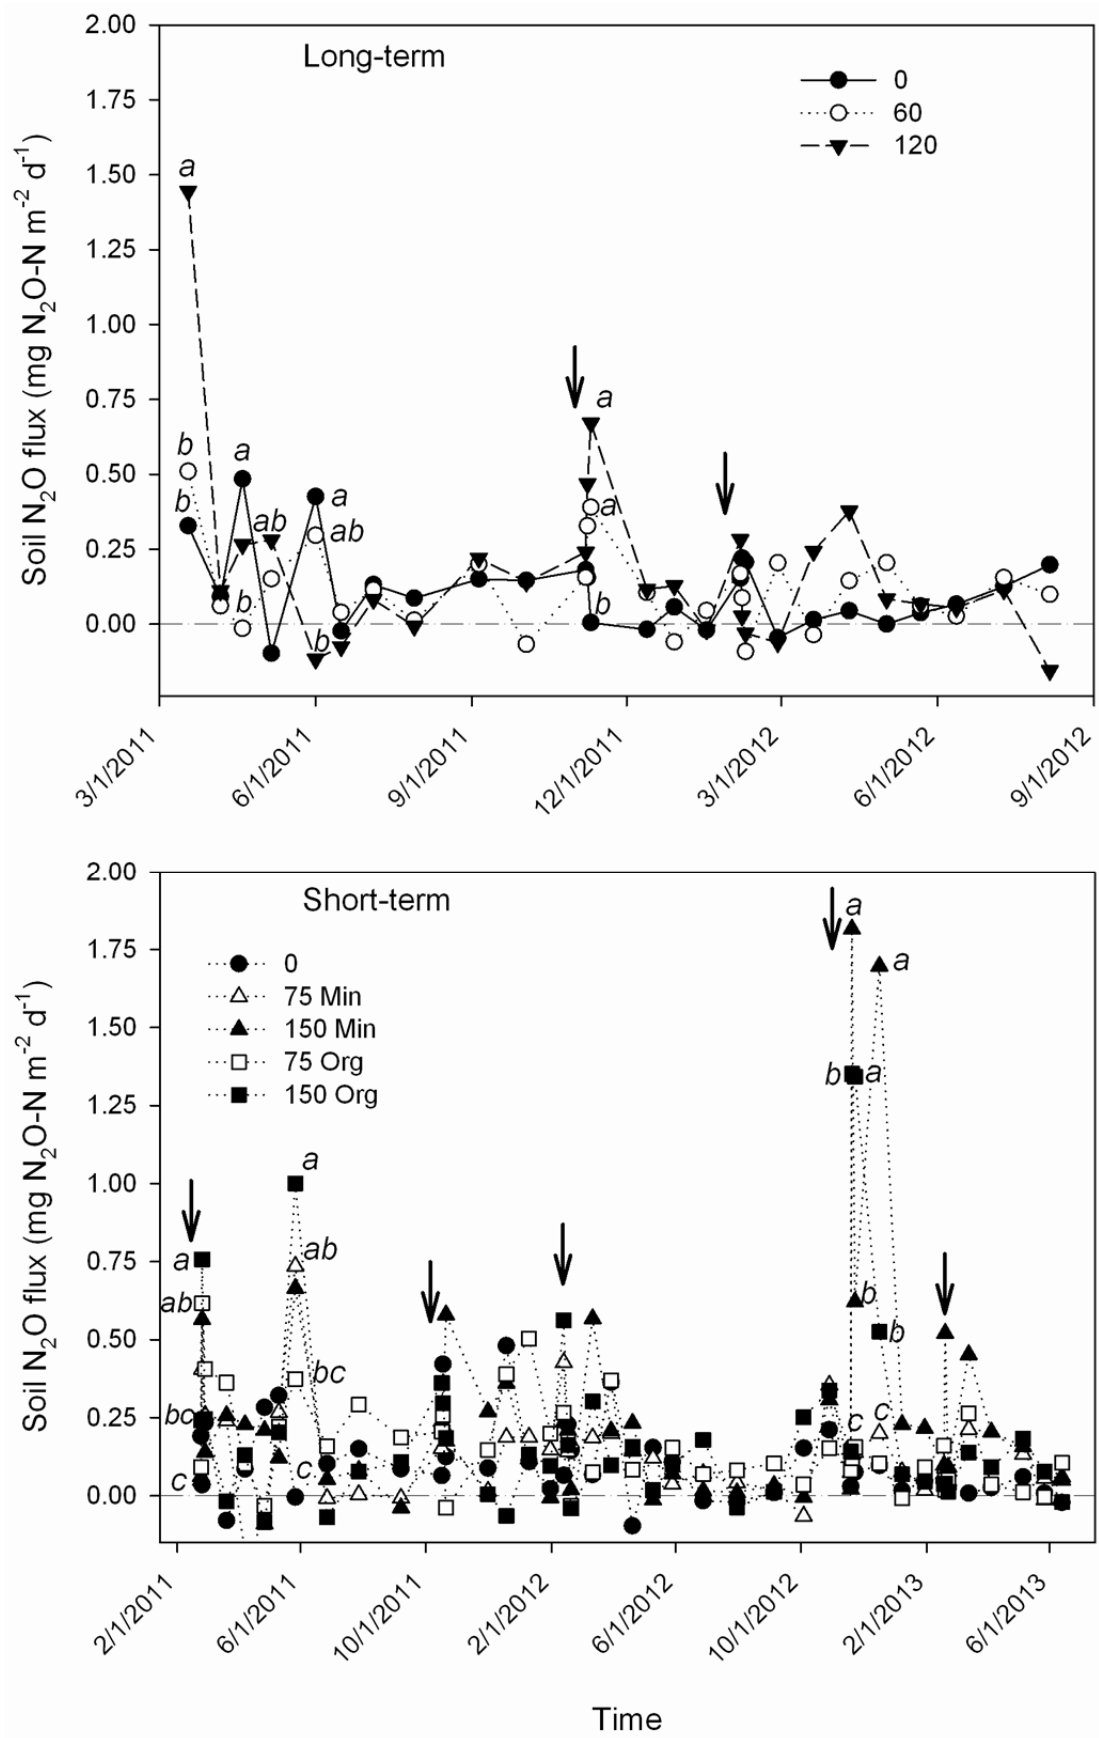 2.00
Long-term
0
1.75
60
120
1.50
a
1.25
1.00
0.75
a
0.50
b
a
b
a
a
ab
ab
0.25
b
b
0.00
b
Soil N2O flux (mg N2O-N m-2 d-1)
3/1/2011
6/1/2011
9/1/2011
12/1/2011
3/1/2012
6/1/2012
9/1/2012
2.00
Short-term
a
1.75
0
a
75 Min
1.50
150 Min
75 Org
b
a
1.25
150 Org
1.00
a
0.75
a
ab
ab
b
0.50
b
bc
0.25
bc
c
c
c
c
0.00
Soil N2O flux (mg N2O-N m-2 d-1)
2/1/2011
6/1/2011
10/1/2011
2/1/2012
6/1/2012
10/1/2012
2/1/2013
6/1/2013
Time